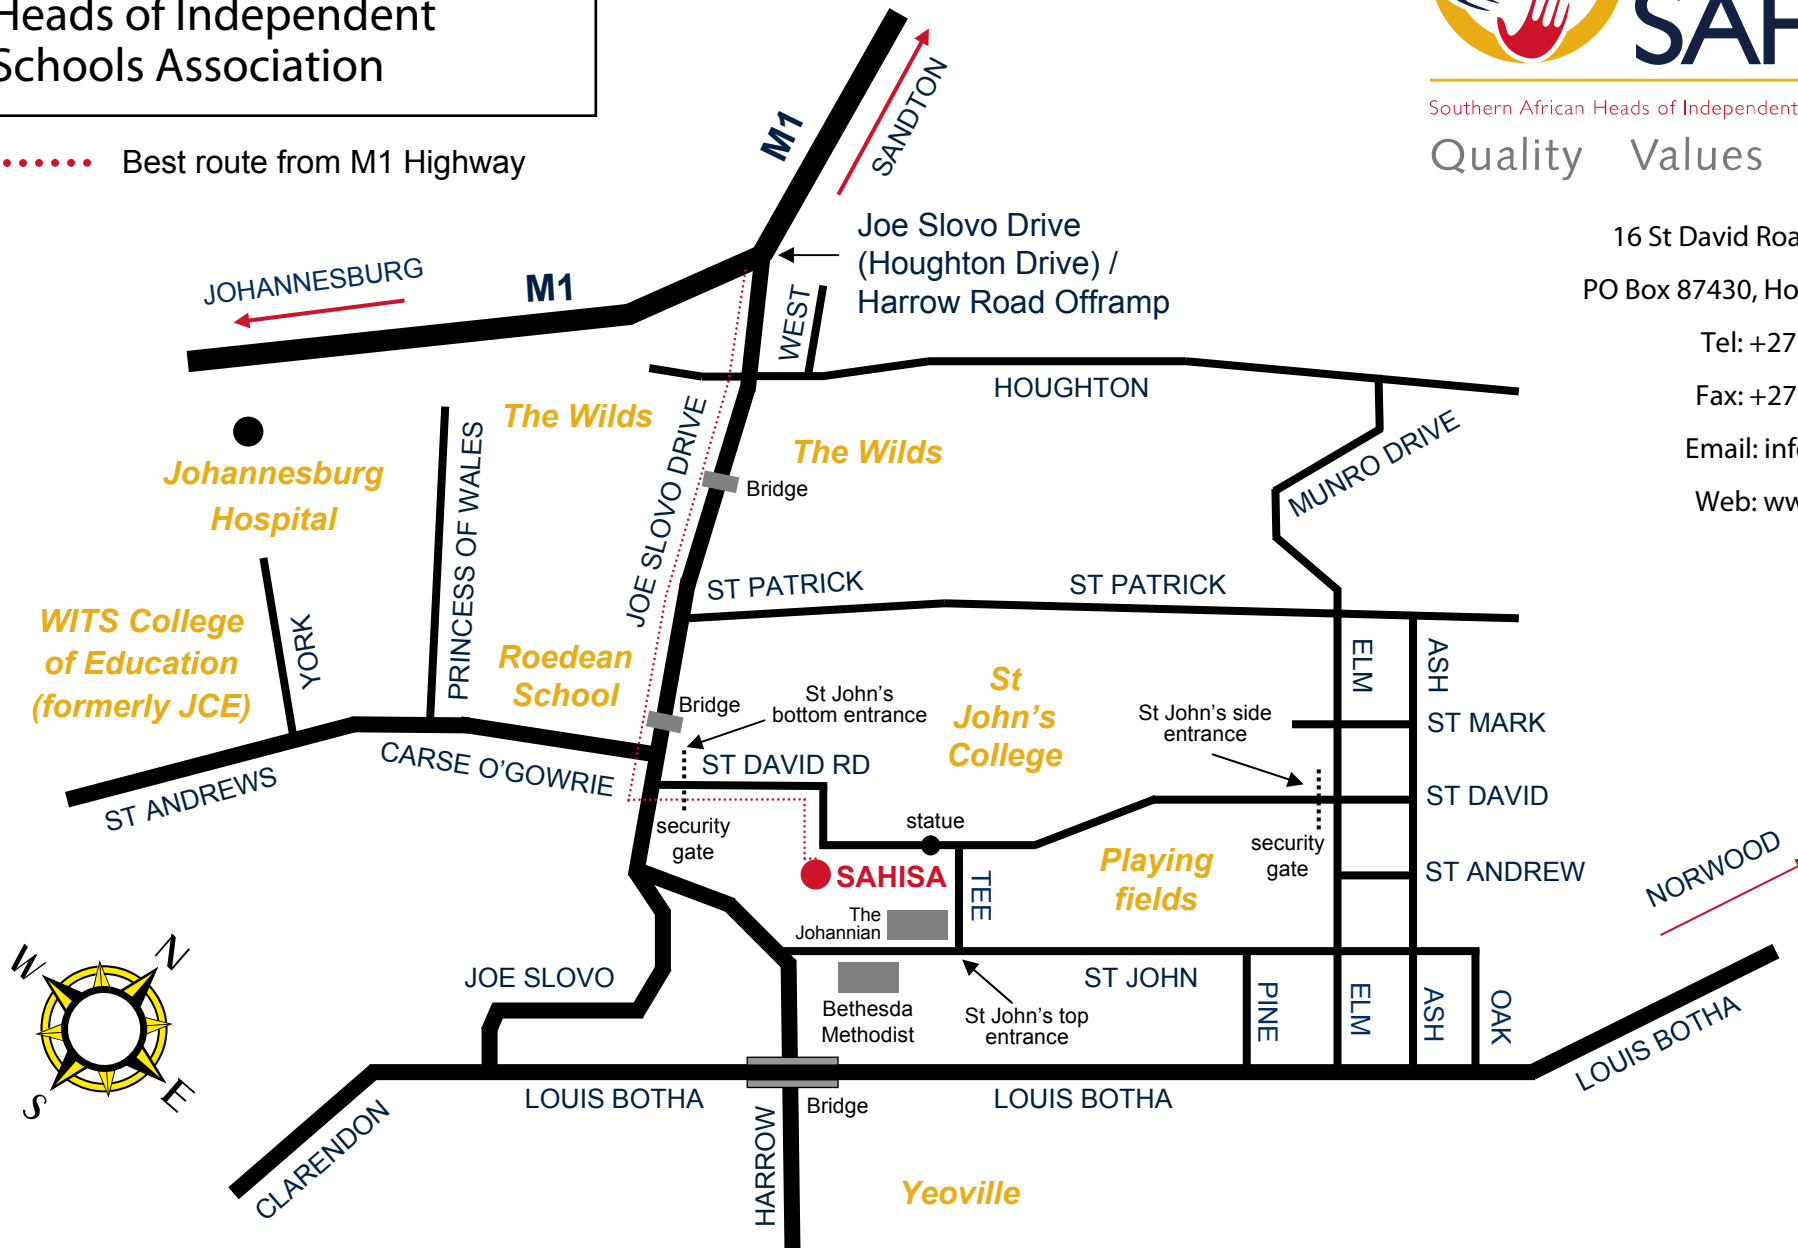 Heads of Independent
Schools Association
Best route from M1 Highway
Southern African Heads of Independent
Quality Values
16 St David Roa
PO Box 87430, Ho
Tel: +27
Fax: +27
Email: inf
Web: ww
SAH
M1
SANDTON
Joe Slovo Drive
(Houghton Drive) /
Harrow Road Offramp
JOHANNESBURG
M1
WEST
HOUGHTON
The Wilds
The Wilds
JOE SLOVO DRIVE
Bridge
MUNRO DRIVE
Johannesburg
Hospital
PRINCESS OF WALES
ST PATRICK
ST PATRICK
WITS College
of Education
(formerly JCE)
YORK
Roedean
School
Bridge
St John's
bottom entrance
St
John's
College
St John's side
entrance
ELM
ASH
ST MARK
ST ANDREWS
CARSE O'GOWRIE
ST DAVID RD
ST DAVID
security
gate
statue
security
gate
SAHISA
TEE
Playing
fields
ST ANDREW
NORWOOD
The
Johannian
W
N
S
E
JOE SLOVO
Bethesda
Methodist
St John's top
entrance
ST JOHN
PINE
ELM
ASH
OAK
LOUIS BOTHA
LOUIS BOTHA
Bridge
LOUIS BOTHA
CLARENDON
HARROW
Yeoville